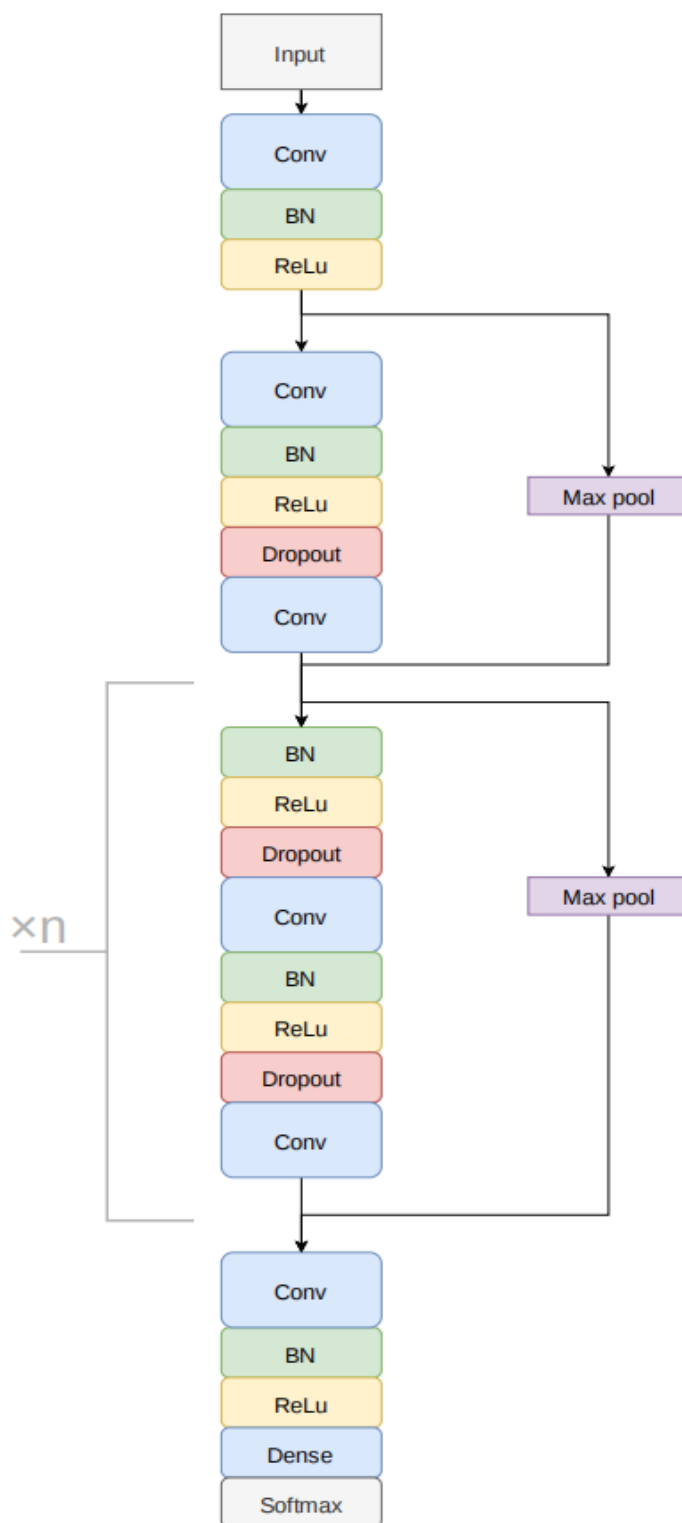 Input
Conv
BN
ReLu
Conv
BN
ReLu
Max pool
Dropout
Conv
BN
ReLu
Dropout
Conv
Max pool
×n
BN
ReLu
Dropout
Conv
Conv
BN
ReLu
Dense
Softmax